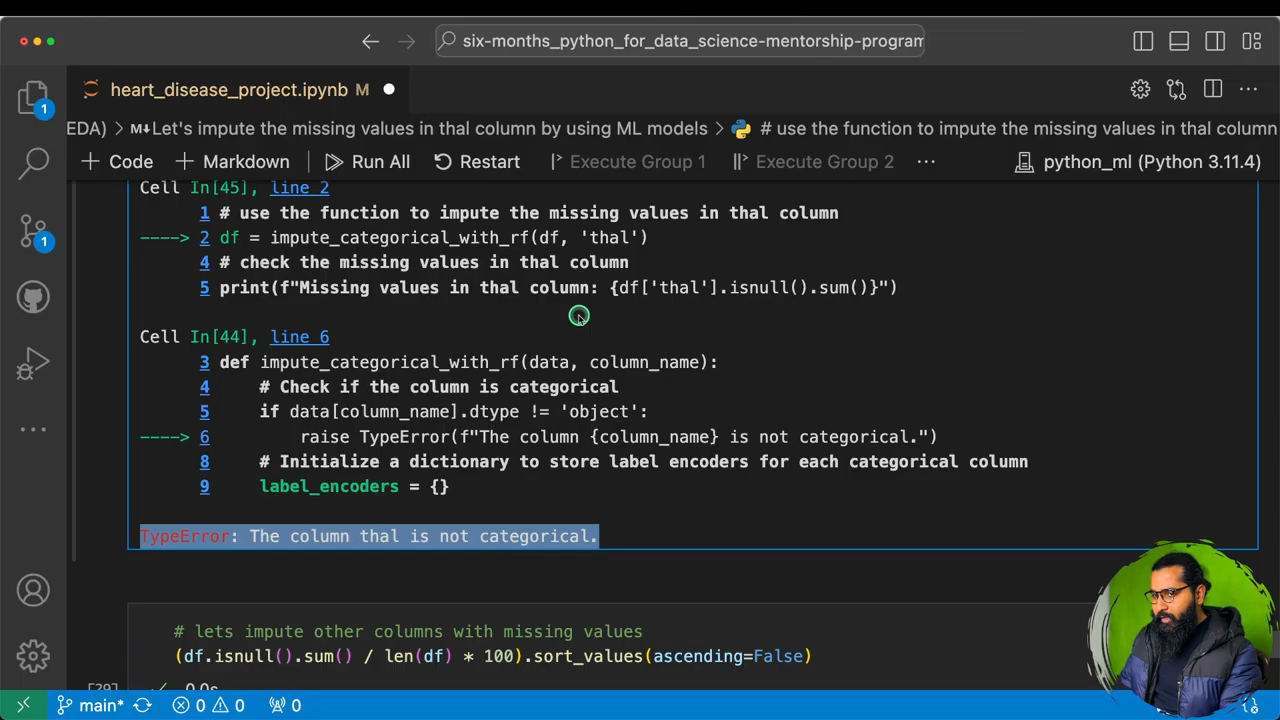 six-months_python_for_data_science-mentorship-program
heart_disease_project.ipynb M
1
EDA) > M↓Let's impute the missing values in thal column by using ML models > # use the function to impute the missing values in thal column
+ Code + Markdown Run All Restart Execute Group 1 Execute Group 2 ... python_ml (Python 3.11.4)
Cell In[45], line 2
1 # use the function to impute the missing values in thal column
----> 2 df = impute_categorical_with_rf(df, 'thal')
1
4 # check the missing values in thal column
5 print(f"Missing values in thal column: {df['thal'].isnull().sum()}")
Cell In[44], line 6
3 def impute_categorical_with_rf(data, column_name):
4 # Check if the column is categorical
5 if data[column_name].dtype != 'object':
----> 6 raise TypeError(f"The column {column_name} is not categorical.")
8 # Initialize a dictionary to store label encoders for each categorical column
9 label_encoders = {}
TypeError: The column thal is not categorical.
# lets impute other columns with missing values
(df.isnull().sum() / len(df) * 100).sort_values(ascending=False)
0.0s
main* 0 0 0